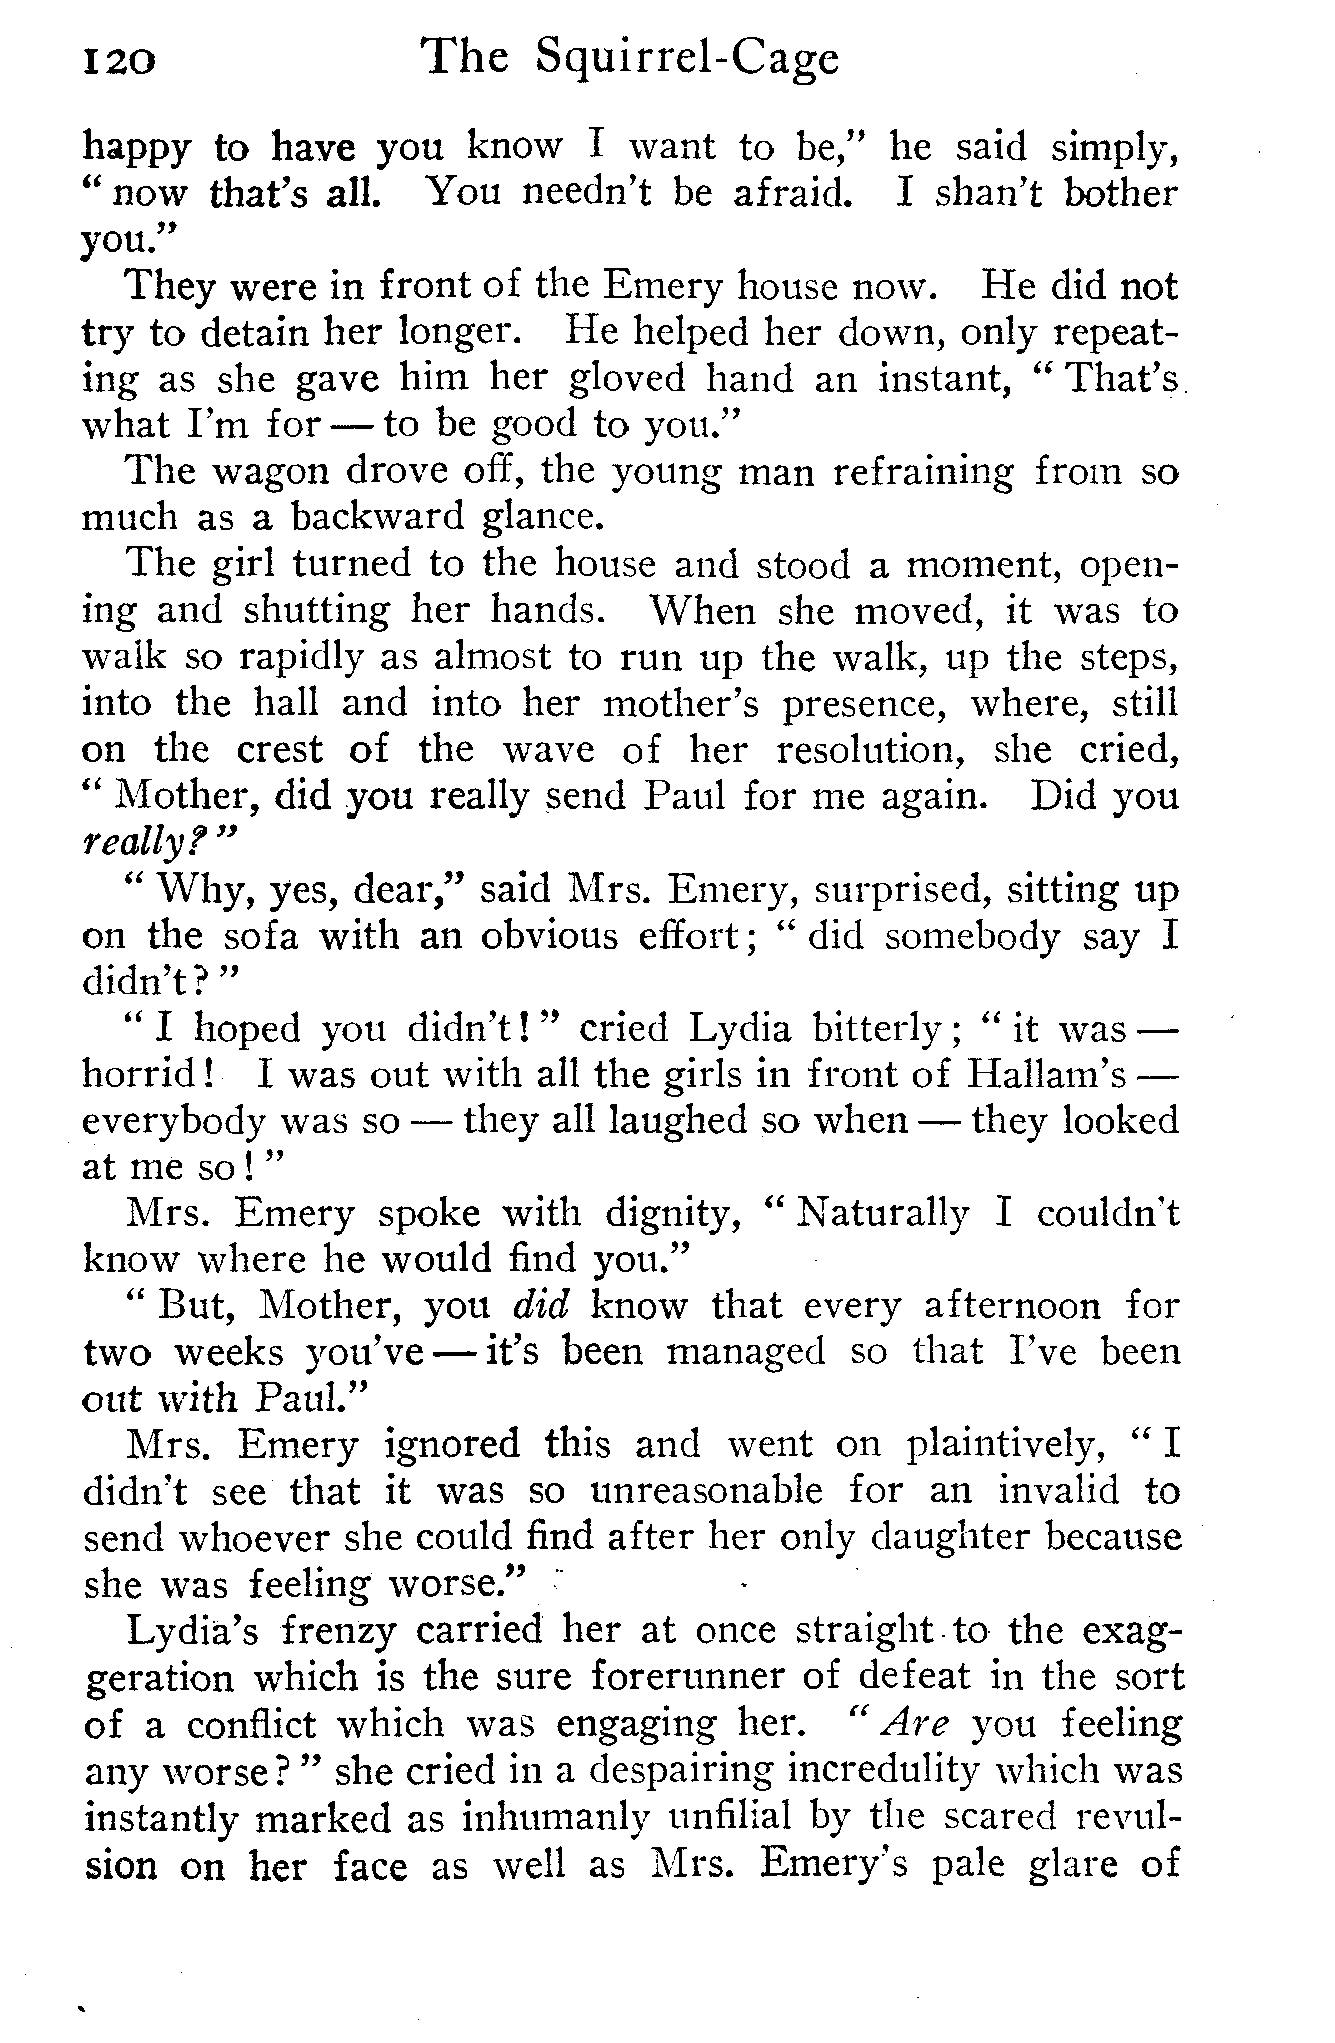 120 The Squirrel-Cage
happy to have you know I want to be,” he said simply,
“ now that’s all. You needn’t be afraid. I shan’t bother
you.”
They were in front of the Emery house now. He did not
try to detain her longer. He helped her down, only repeat-
ing as she gave him her gloved hand an instant, “ That’s
what I’m for — to be good to you.”
The wagon drove off, the young man refraining from so
much as a backward glance.
The girl turned to the house and stood a moment, open-
ing and shutting her hands. When she moved, it was to
walk so rapidly as almost to run up the walk, up the steps,
into the hall and into her mother’s presence, where, still
on the crest of the wave of her resolution, she cried,
“ Mother, did you really send Paul for me again. Did you
really? ”
“ Why, yes, dear,” said Mrs. Emery, surprised, sitting up
on the sofa with an obvious effort; “ did somebody say I
didn’t? ”
“ I hoped you didn’t! ” cried Lydia bitterly; “ it was —
horrid! I was out with all the girls in front of Hallam’s —
everybody was so — they all laughed so when — they looked
at me so! ”
Mrs. Emery spoke with dignity, “ Naturally I couldn’t
know where he would find you.”
“ But, Mother, you did know that every afternoon for
two weeks you’ve — it’s been managed so that I’ve been
out with Paul.”
Mrs. Emery ignored this and went on plaintively, “ I
didn’t see that it was so unreasonable for an invalid to
send whoever she could find after her only daughter because
she was feeling worse.”
Lydia’s frenzy carried her at once straight to the exag-
geration which is the sure forerunner of defeat in the sort
of a conflict which was engaging her. “ Are you feeling
any worse? ” she cried in a despairing incredulity which was
instantly marked as inhumanly unfilial by the scared revul-
sion on her face as well as Mrs. Emery’s pale glare of